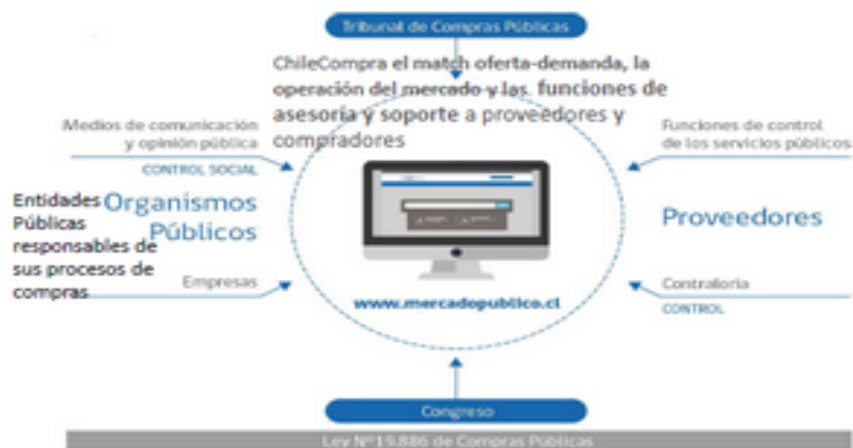 Tribunal de Compras Públicas
ChileCompra el match oferta-demanda, la
operación del mercado y las funciones de
asesoría y soporte a proveedores y
compradores
Medios de comunicación
y opinión pública
CONTROL SOCIAL
Funciones de control
de los servicios públicos
Entidades
Públicas
responsables de
sus procesos de
compras
Organismos
Públicos
Proveedores
Empresas
Contraloría
CONTROL
www.mercadopublico.cl
Congreso
Ley Nº19.886 de Compras Públicas